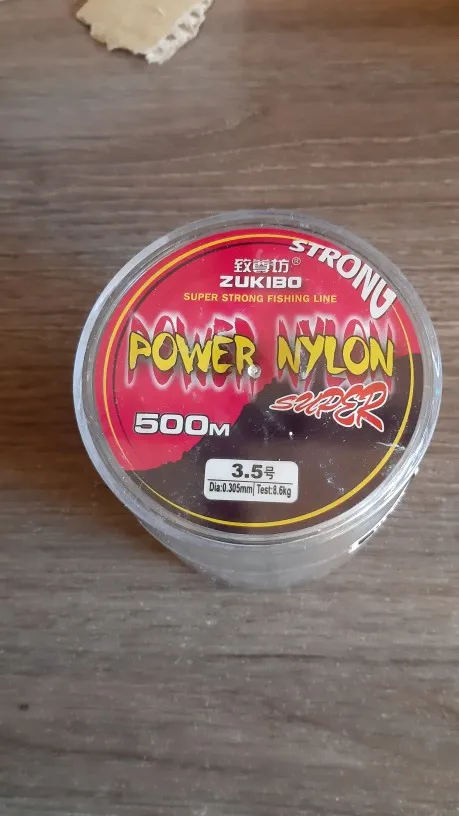 STRONG
致尊坊®
ZUKIBO
SUPER STRONG FISHING LINE
POWER NYLON
SUPER
500M
3.5号
Dia:0.305mm Test:8.6kg